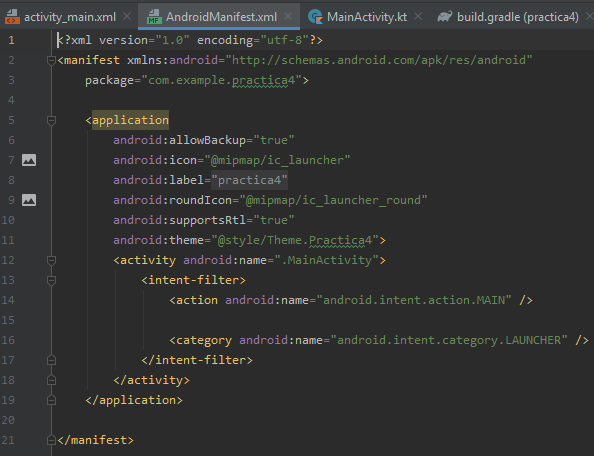 activity_main.xml AndroidManifest.xml MainActivity.kt build.gradle (practica4)
1 <?xml version="1.0" encoding="utf-8"?>
2 <manifest xmlns:android="http://schemas.android.com/apk/res/android"
3 package="com.example.practica4">
4
5 <application
6 android:allowBackup="true"
7 android:icon="@mipmap/ic_launcher"
8 android:label="practica4"
9 android:roundIcon="@mipmap/ic_launcher_round"
10 android:supportsRtl="true"
11 android:theme="@style/Theme.Practica4">
12 <activity android:name=".MainActivity">
13 <intent-filter>
14 <action android:name="android.intent.action.MAIN" />
15
16 <category android:name="android.intent.category.LAUNCHER" />
17 </intent-filter>
18 </activity>
19 </application>
20
21 </manifest>